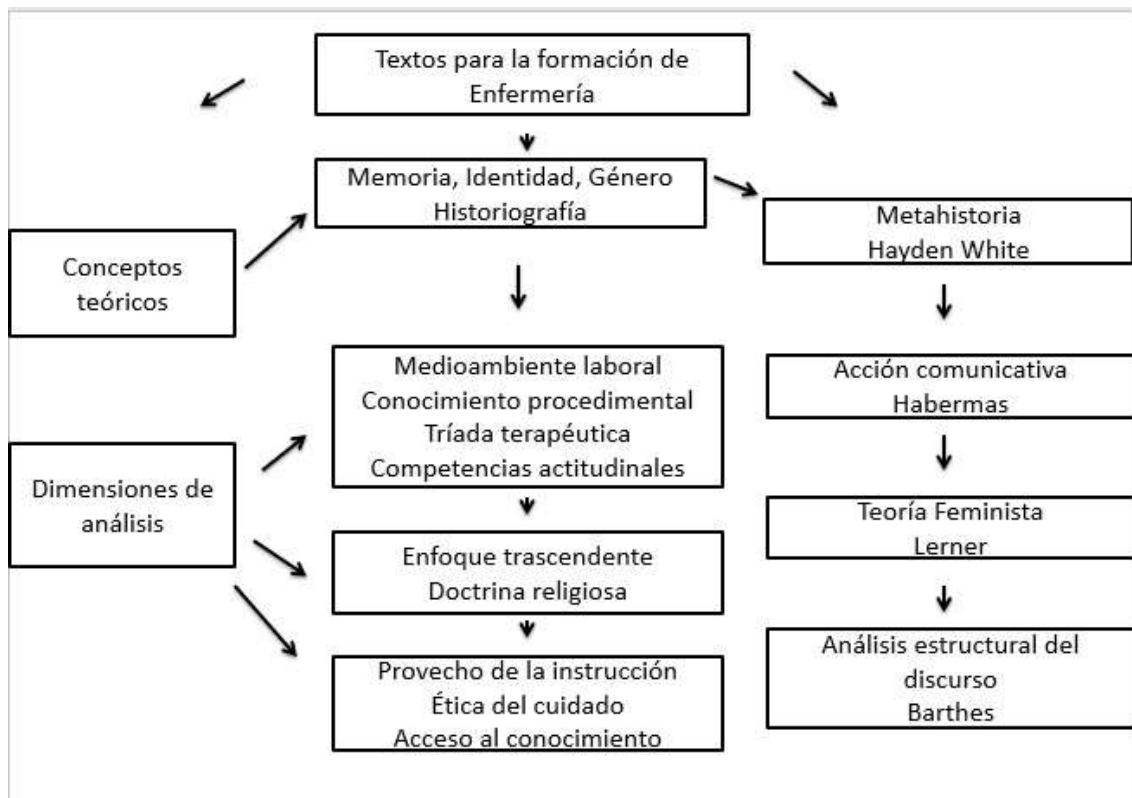 Textos para la formación de
Enfermería
Memoria, Identidad, Género
Historiografía
Metahistoria
Hayden White
Conceptos
teóricos
Medioambiente laboral
Conocimiento procedimental
Tríada terapéutica
Competencias actitudinales
Acción comunicativa
Habermas
Dimensiones de
análisis
Teoría Feminista
Lerner
Enfoque trascendente
Doctrina religiosa
Análisis estructural del
discurso
Barthes
Provecho de la instrucción
Ética del cuidado
Acceso al conocimiento